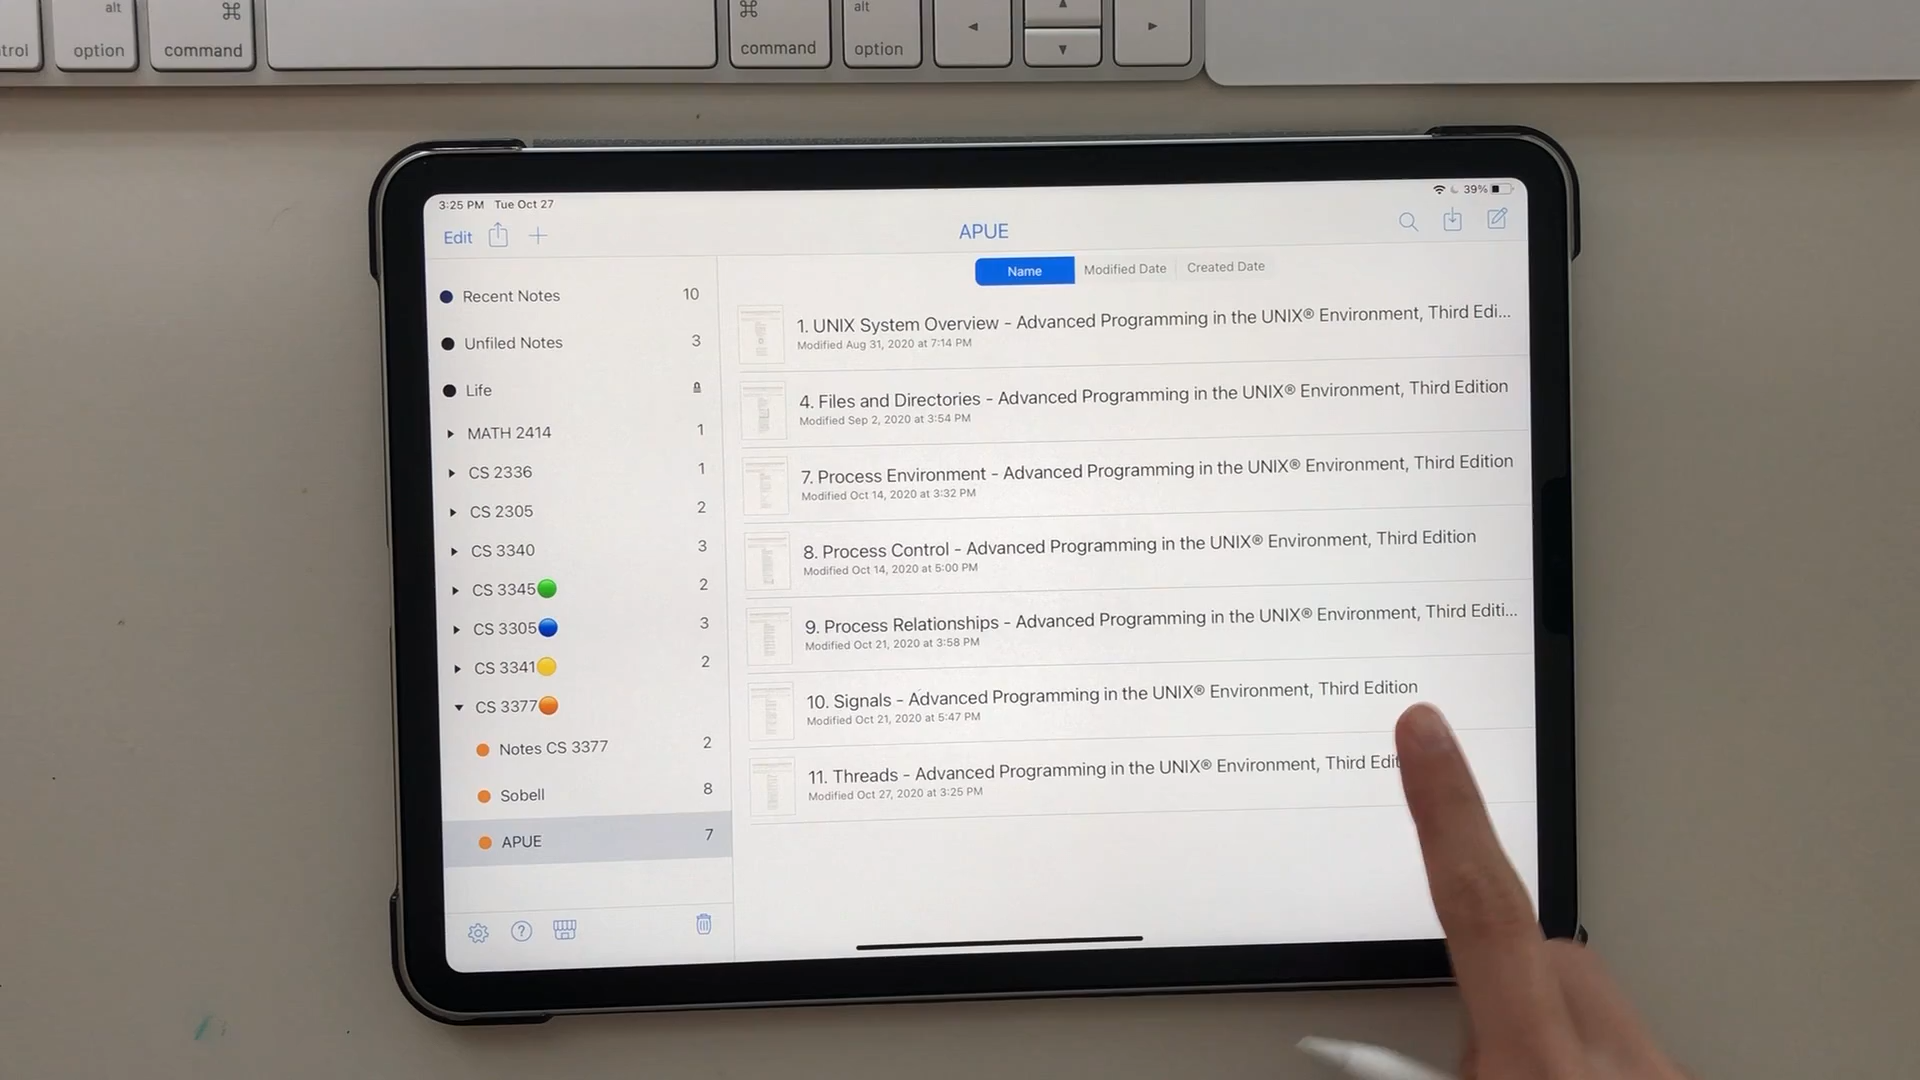 alt
option
⌘
command
⌘
command
alt
option
3:25 PM Tue Oct 27
39%
Edit
APUE
Name
Modified Date
Created Date
Recent Notes 10
Unfiled Notes 3
Life
MATH 2414 1
CS 2336 1
CS 2305 2
CS 3340 3
CS 3345 2
CS 3305 3
CS 3341 2
CS 3377
Notes CS 3377 2
Sobell 8
APUE 7
1. UNIX System Overview - Advanced Programming in the UNIX® Environment, Third Edi...
Modified Aug 31, 2020 at 7:14 PM
4. Files and Directories - Advanced Programming in the UNIX® Environment, Third Edition
Modified Sep 2, 2020 at 3:54 PM
7. Process Environment - Advanced Programming in the UNIX® Environment, Third Edition
Modified Oct 14, 2020 at 3:32 PM
8. Process Control - Advanced Programming in the UNIX® Environment, Third Edition
Modified Oct 14, 2020 at 5:00 PM
9. Process Relationships - Advanced Programming in the UNIX® Environment, Third Editi...
Modified Oct 21, 2020 at 3:58 PM
10. Signals - Advanced Programming in the UNIX® Environment, Third Edition
Modified Oct 21, 2020 at 5:47 PM
11. Threads - Advanced Programming in the UNIX® Environment, Third Edit
Modified Oct 27, 2020 at 3:25 PM